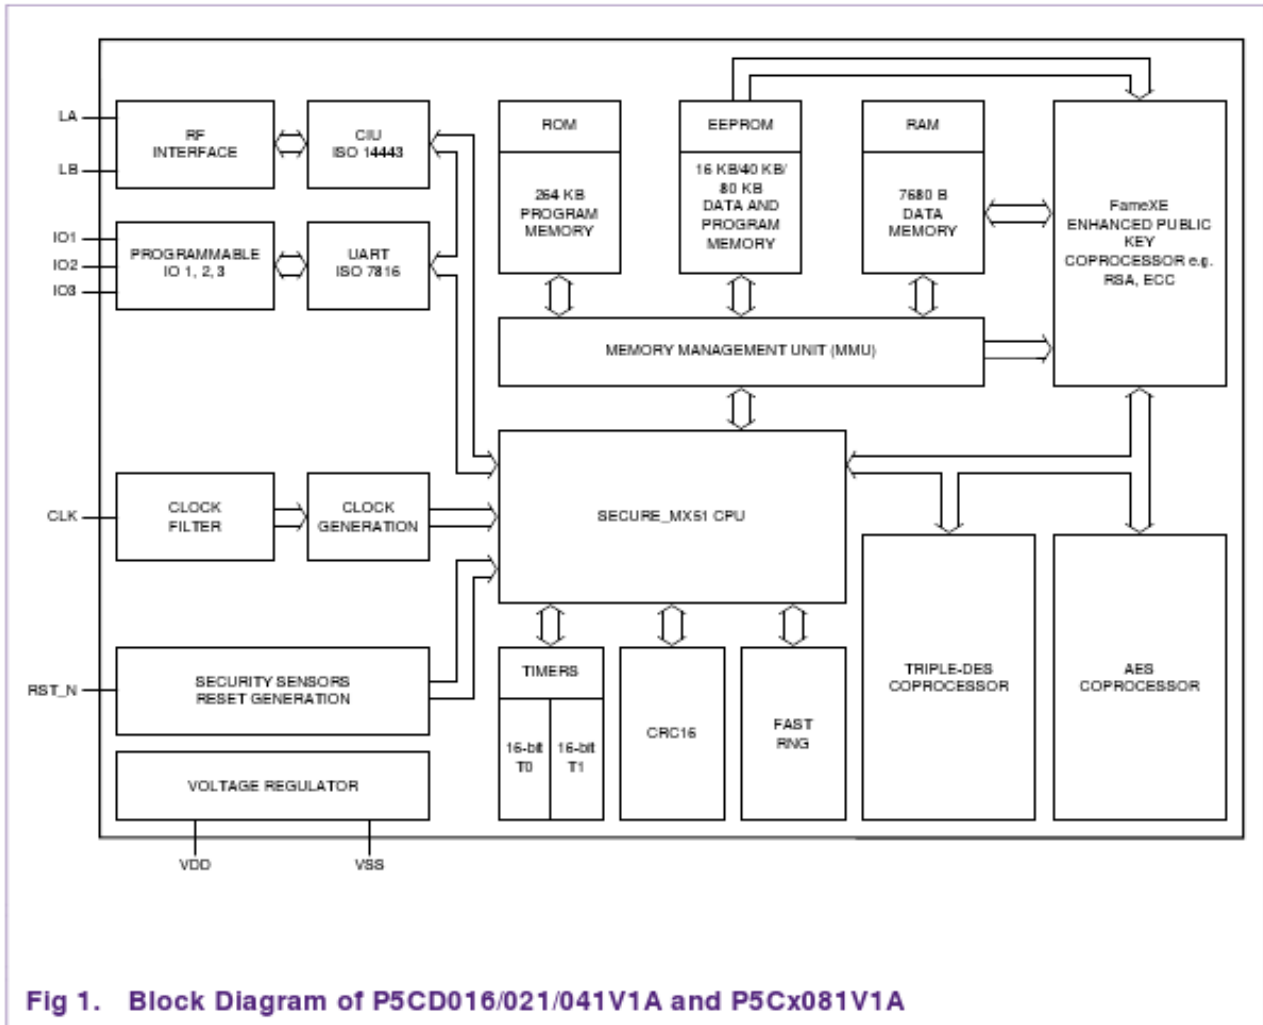 LA
LB
RF
INTERFACE
CIU
ISO 14443
IO1
IO2
IO3
PROGRAMMABLE
IO 1, 2, 3
UART
ISO 7816
ROM
264 KB
PROGRAM
MEMORY
EEPROM
16 KB/40 KB/
80 KB
DATA AND
PROGRAM
MEMORY
RAM
7680 B
DATA
MEMORY
FameXE
ENHANCED PUBLIC
KEY
COPROCESSOR e.g.
RSA, ECC
MEMORY MANAGEMENT UNIT (MMU)
CLK
CLOCK
FILTER
CLOCK
GENERATION
SECURE_MX51 CPU
RST_N
SECURITY SENSORS
RESET GENERATION
VOLTAGE REGULATOR
VDD
VSS
TIMERS
16-bit
T0
16-bit
T1
CRC16
FAST
RNG
TRIPLE-DES
COPROCESSOR
AES
COPROCESSOR
Fig 1. Block Diagram of P5CD016/021/041V1A and P5Cx081V1A